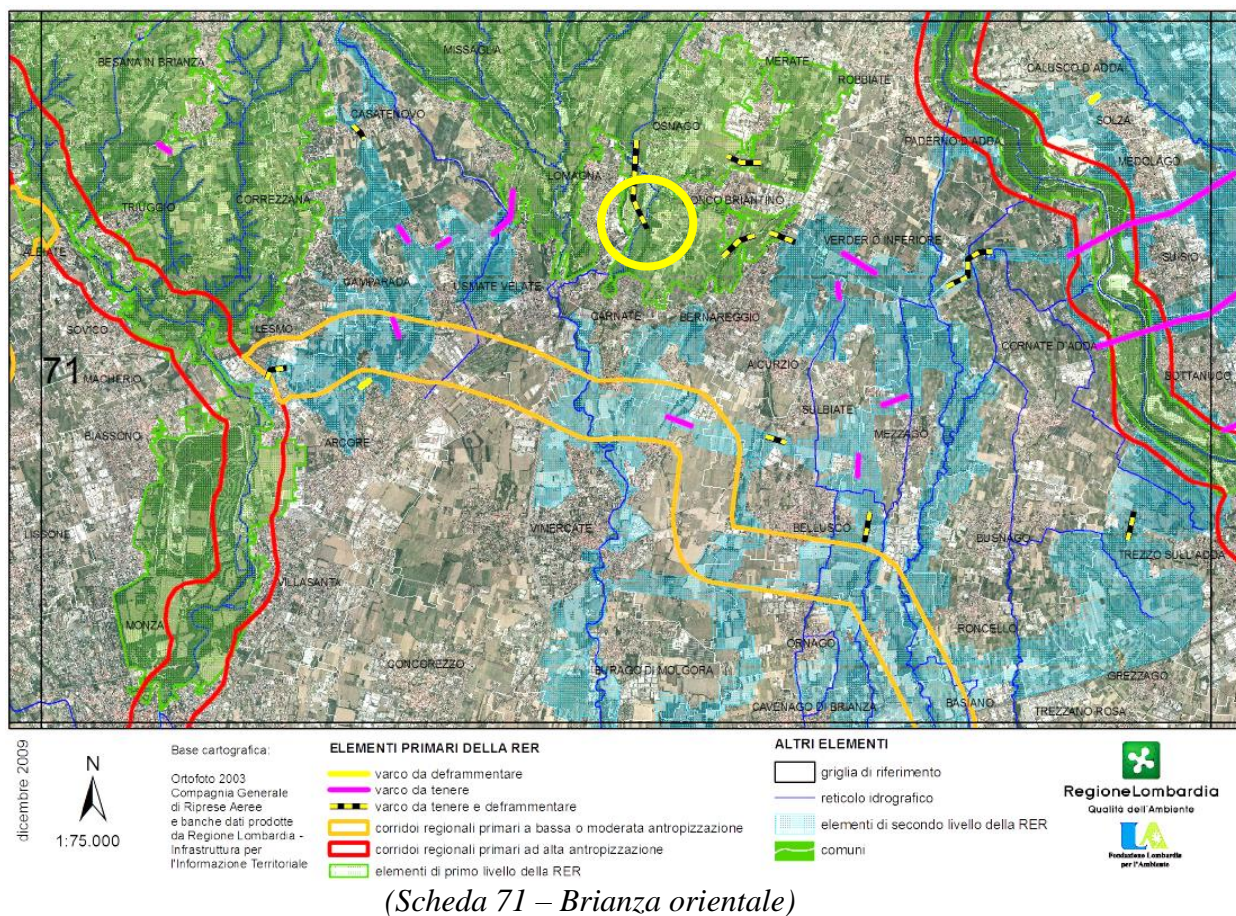 BESANA IN BRIANZA
MISSAGLIA
MERATE
ROBBIATE
CALUSCO D'ADDA
CASATENOVO
OSNAGO
PADERNO D'ADDA
SOLZA
MEDOLAGO
LOMAGNA
CORREZZANA
TRIUGGIO
ONCO BRIANTINO
VERDER O INFERIORE
SUISIO
CAMPARADA
USMATE VELATE
SOVICO
LESMO
CARNATE
BERNAREGGIO
CORNATE D'ADDA
71
MACHERIO
AICURZIO
BOTTANUCO
BIASSONO
ARCORE
SULBIATE
MEZZAGO
LISSONE
VIMERCATE
BELLUSCO
BUSNAGO
TREZZO SULL'ADDA
VILLASANTA
MONZA
RONCELLO
CONCOREZZO
BURAGO DI MOLGORA
ORNAGO
GREZZAGO
CAVENAGO DI BRIANZA
BASIANO
TREZZANO ROSA
dicembre 2009
N
1:75.000
Base cartografica:
Ortofoto 2003
Compagnia Generale
di Riprese Aeree
e banche dati prodotte
da Regione Lombardia -
Infrastruttura per
l'Informazione Territoriale
ELEMENTI PRIMARI DELLA RER
varco da deframmentare
varco da tenere
varco da tenere e deframmentare
corridoi regionali primari a bassa o moderata antropizzazione
corridoi regionali primari ad alta antropizzazione
elementi di primo livello della RER
ALTRI ELEMENTI
griglia di riferimento
reticolo idrografico
elementi di secondo livello della RER
comuni
RegioneLombardia
Qualità dell'Ambiente
Fondazione Lombardia
per l'Ambiente
(Scheda 71 – Brianza orientale)